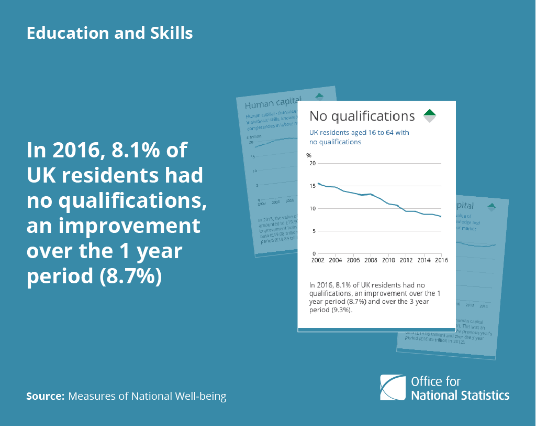 Education and Skills
In 2016, 8.1% of
UK residents had
no qualifications,
an improvement
over the 1 year
period (8.7%)
Human capital
No qualifications
UK residents aged 16 to 64 with
no qualifications
%
20
15
10
5
0
2002 2004 2006 2008 2010 2012 2014 2016
In 2016, 8.1% of UK residents had no
qualifications, an improvement over the 1
year period (8.7%) and over the 3 year
period (9.3%).
pital
Source: Measures of National Well-being
Office for
National Statistics